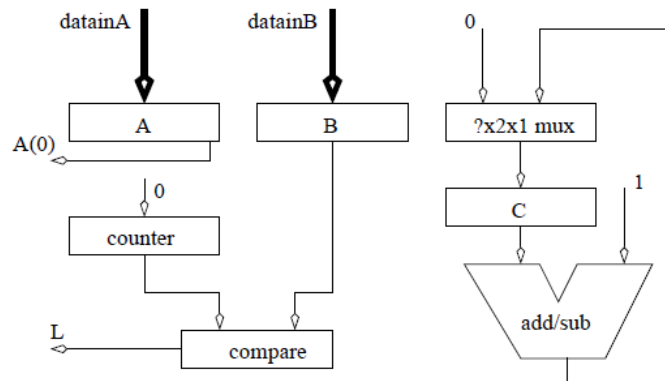 datainA
datainB
0
A
B
?x2x1 mux
A(0)
0
1
C
counter
add/sub
L
compare